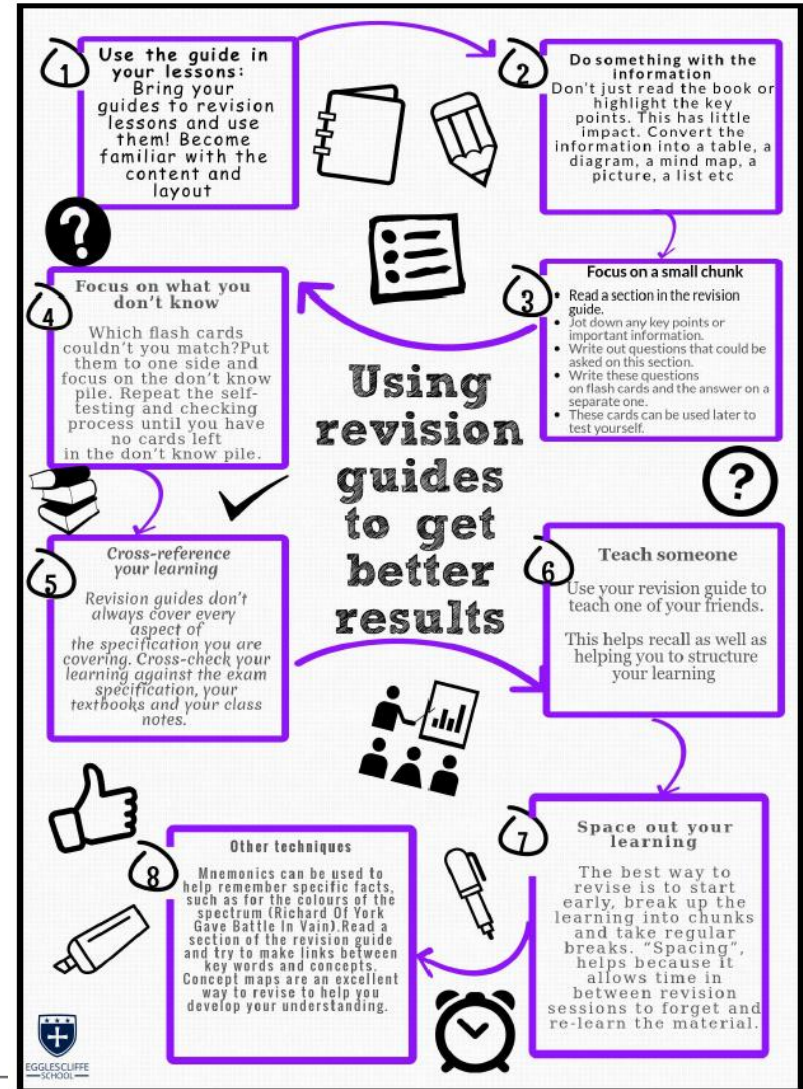 1
Use the guide in
your lessons:
Bring your
guides to revision
lessons and use
them! Become
familiar with the
content and
layout
2
Do something with the
information
Don't just read the book or
highlight the key
points. This has little
impact. Convert the
information into a table, a
diagram, a mind map, a
picture, a list etc
3
Focus on a small chunk
• Read a section in the revision
guide.
• Jot down any key points or
important information.
• Write out questions that could be
asked on this section.
• Write these questions
on flash cards and the answer on a
separate one.
• These cards can be used later to
test yourself.
?
4
Focus on what you
don't know
Which flash cards
couldn't you match?Put
them to one side and
focus on the don't know
pile. Repeat the self-
testing and checking
process until you have
no cards left
in the don't know pile.
Using
revision
guides
to get
better
results
?
5
Cross-reference
your learning
Revision guides don't
always cover every
aspect of
the specification you are
covering. Cross-check your
learning against the exam
specification, your
textbooks and your class
notes.
6
Teach someone
Use your revision guide to
teach one of your friends.
This helps recall as well as
helping you to structure
your learning
7
Space out your
learning
The best way to
revise is to start
early, break up the
learning into chunks
and take regular
breaks. "Spacing",
helps because it
allows time in
between revision
sessions to forget and
re-learn the material.
8
Other techniques
Mnemonics can be used to
help remember specific facts,
such as for the colours of the
spectrum (Richard Of York
Gave Battle In Vain).Read a
section of the revision guide
and try to make links between
key words and concepts.
Concept maps are an excellent
way to revise to help you
develop your understanding.
EGGLESCLIFFE
SCHOOL